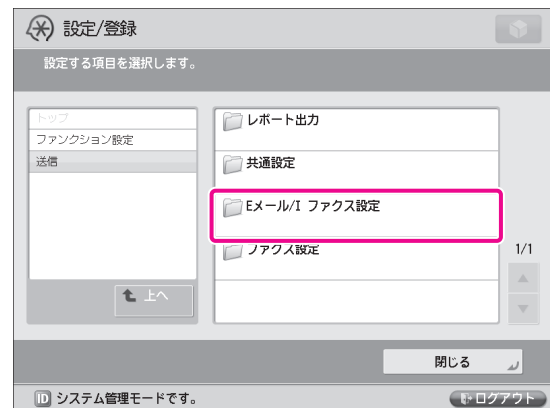 設定/登録
設定する項目を選択します。
トップ
ファンクション設定
送信
上へ
レポート出力
共通設定
Eメール/I ファクス設定
ファクス設定
1/1
閉じる
ID システム管理モードです。
ログアウト